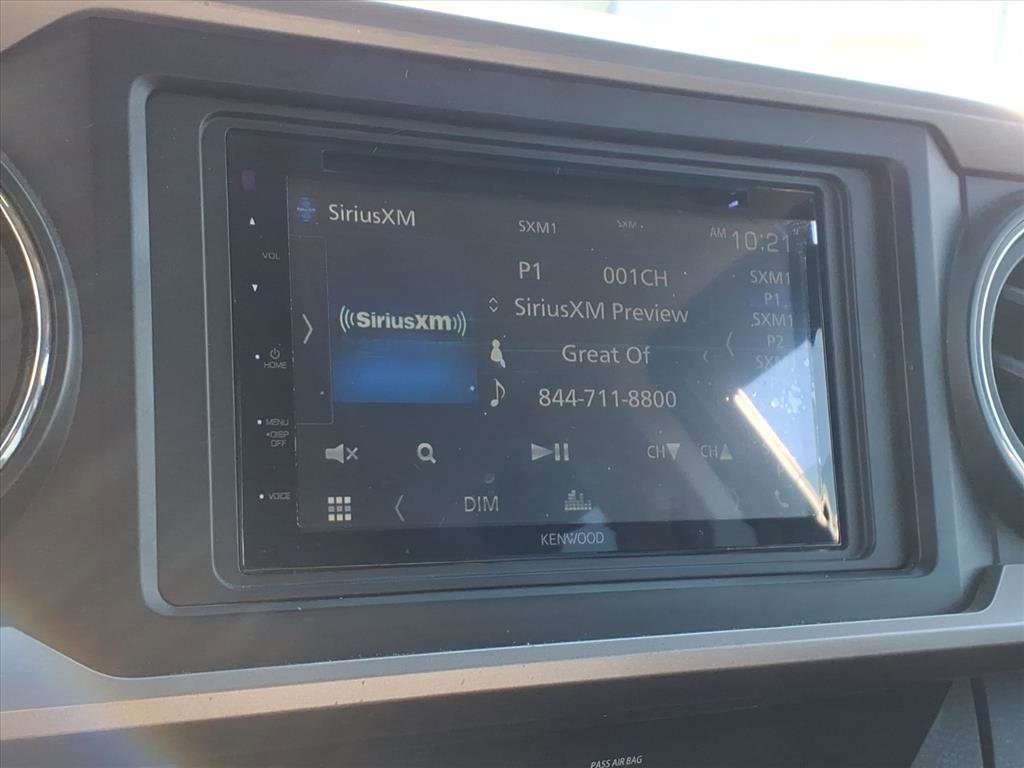 SiriusXM
SXM1
SXM
AM 10:21
VOL
P1
001CH
SXM1
P1
SiriusXM Preview
SXM1
((SiriusXM))
P2
Great Of
HOME
844-711-8800
MENU
•DISP
OFF
CH▼ CH▲
VOICE
DIM
KENWOOD
PASS AIR BAG